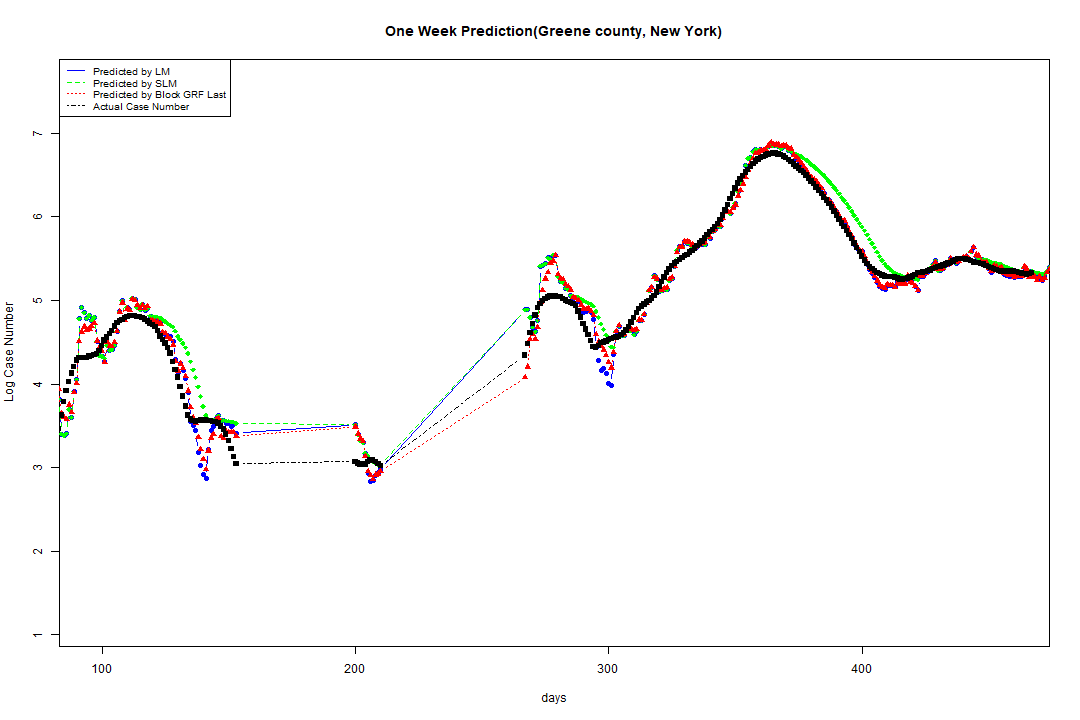 One Week Prediction(Greene county, New York)
Predicted by LM
Predicted by SLM
Predicted by Block GRF Last
Actual Case Number
Log Case Number
7
6
5
4
3
2
1
100 200 300 400
days